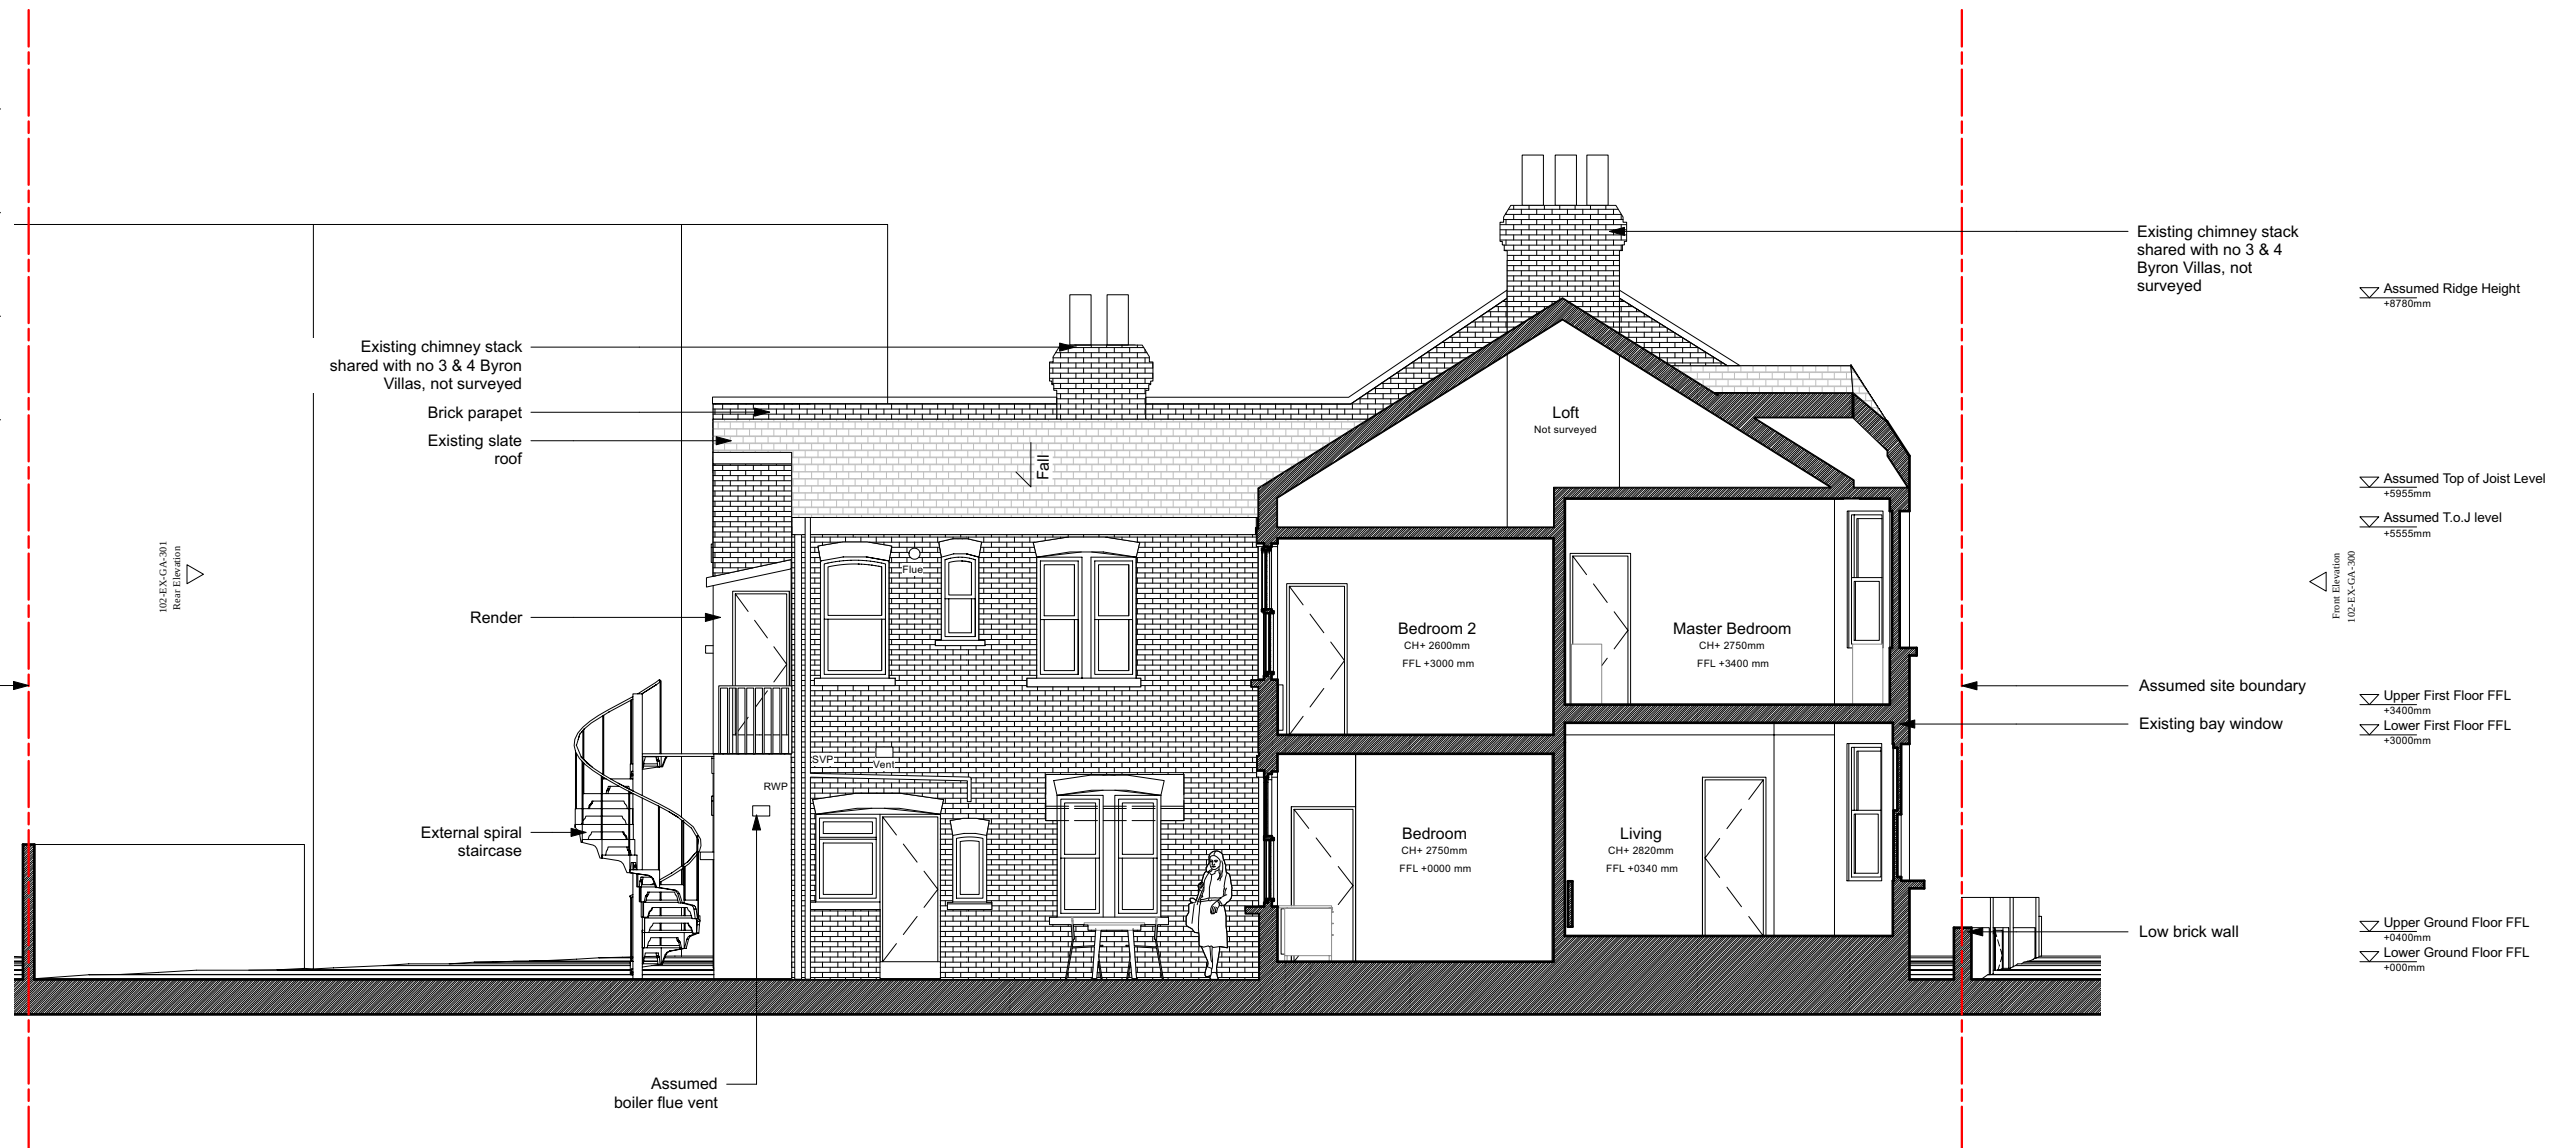 Existing chimney stack
shared with no 3 & 4
Byron Villas, not
surveyed
Assumed Ridge Height
+8780mm
Existing chimney stack
shared with no 3 & 4 Byron
Villas, not surveyed
Brick parapet
Existing slate
roof
Fall
Loft
Not surveyed
Assumed Top of Joist Level
+5955mm
Assumed T.o.J level
+5555mm
102-EX-GA-301
Rear Elevation
Front Elevation
102-EX-GA-300
Flue
Render
Bedroom 2
CH+ 2600mm
FFL +3000 mm
Master Bedroom
CH+ 2750mm
FFL +3400 mm
Assumed site boundary
Existing bay window
Upper First Floor FFL
+3400mm
Lower First Floor FFL
+3000mm
SVP
Vent
RWP
External spiral
staircase
Bedroom
CH+ 2750mm
FFL +0000 mm
Living
CH+ 2820mm
FFL +0340 mm
Low brick wall
Upper Ground Floor FFL
+0400mm
Lower Ground Floor FFL
+000mm
Assumed
boiler flue vent